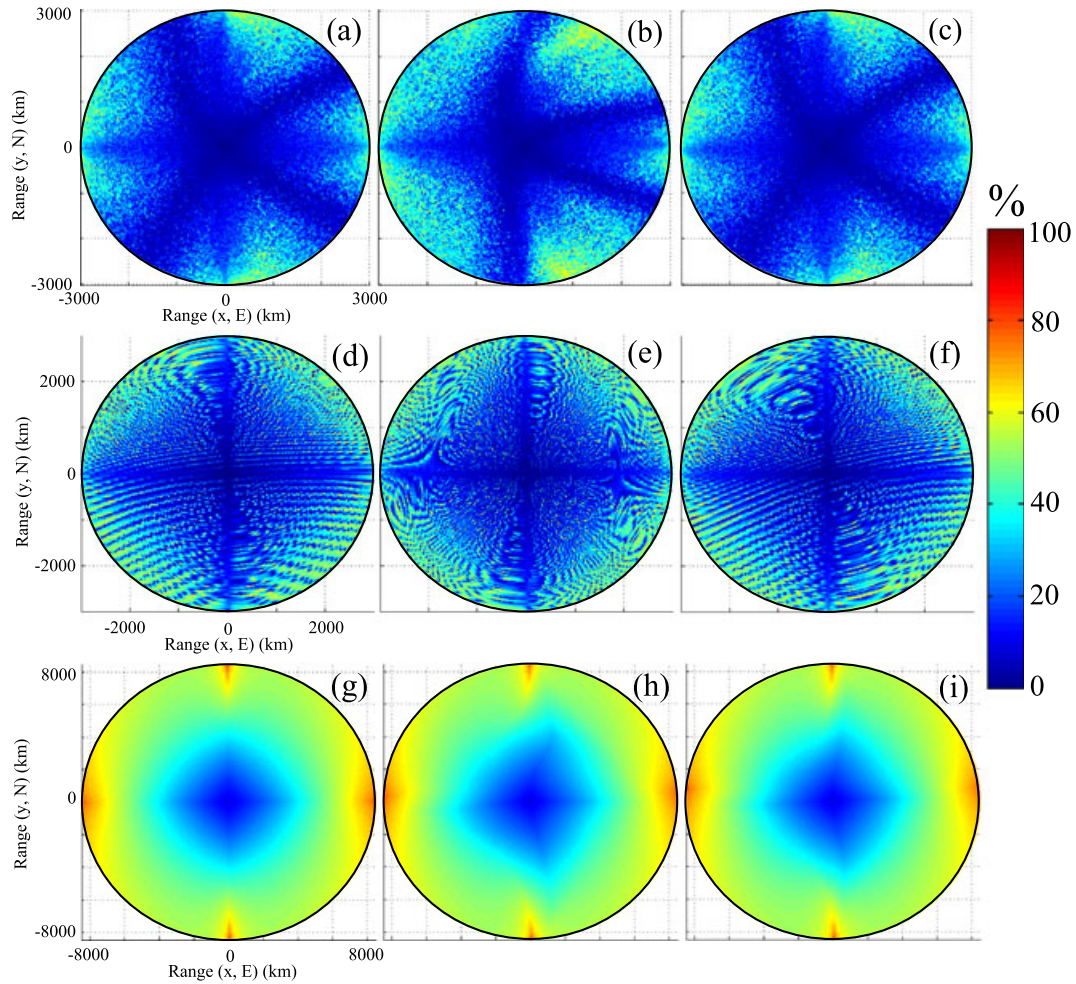 3000
(a)
(b)
(c)
Range (y, N) (km)
0
-3000
-3000
0
3000
Range (x, E) (km)
%
100
80
60
40
20
0
(d)
(e)
(f)
2000
Range (y, N) (km)
0
-2000
-2000
0
2000
Range (x, E) (km)
(g)
(h)
(i)
8000
Range (y, N) (km)
0
-8000
-8000
0
8000
Range (x, E) (km)